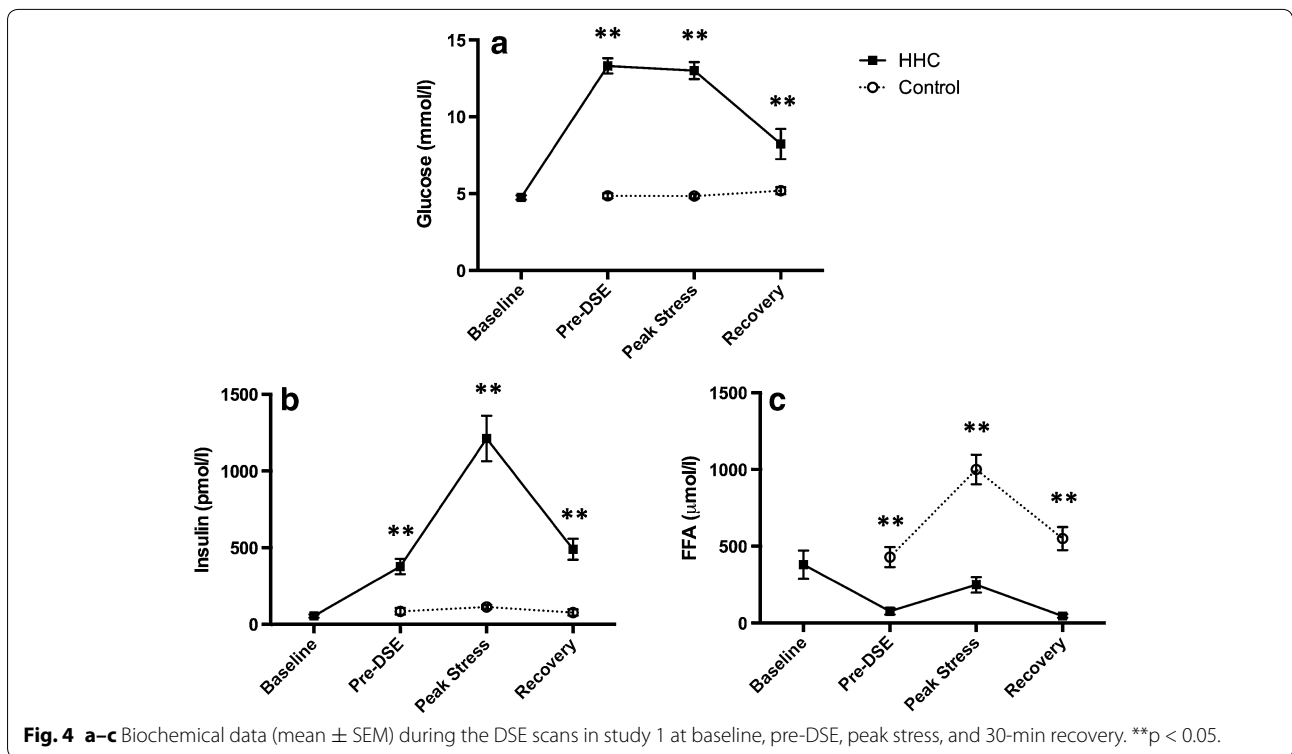 a
15
10
5
0
Glucose (mmol/l)
**
**
**
Baseline
Pre-DSE
Peak Stress
Recovery
HHC
Control
b
1500
1000
500
0
Insulin (pmol/l)
**
**
**
Baseline
Pre-DSE
Peak Stress
Recovery
c
1500
1000
500
0
FFA (μmol/l)
**
**
**
Baseline
Pre-DSE
Peak Stress
Recovery
Fig. 4 a–c Biochemical data (mean ± SEM) during the DSE scans in study 1 at baseline, pre-DSE, peak stress, and 30-min recovery. **p < 0.05.